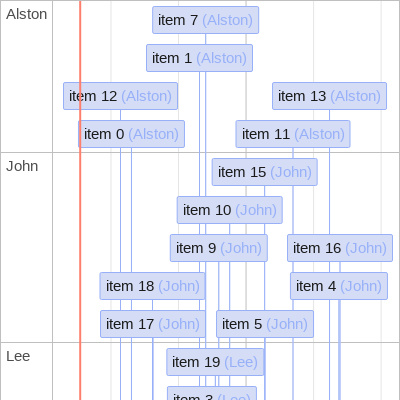 Alston
item 7 (Alston)
item 1 (Alston)
item 12 (Alston)
item 13 (Alston)
item 0 (Alston)
item 11 (Alston)
John
item 15 (John)
item 10 (John)
item 9 (John)
item 16 (John)
item 18 (John)
item 4 (John)
item 17 (John)
item 5 (John)
Lee
item 19 (Lee)
item 3 (Lee)